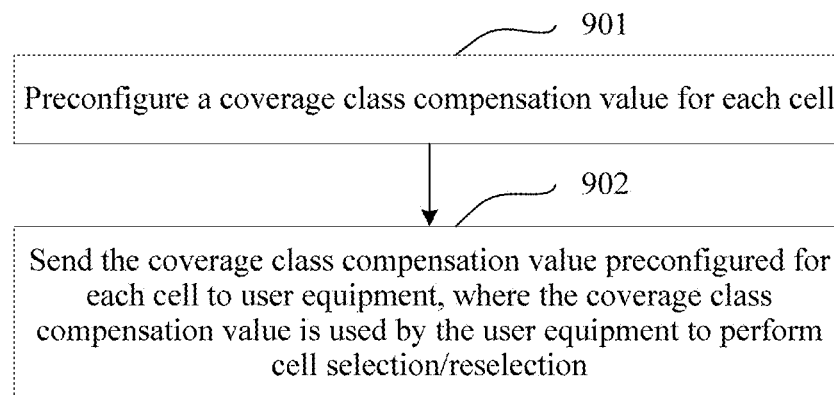 901
Preconfigure a coverage class compensation value for each cell
902
Send the coverage class compensation value preconfigured for
each cell to user equipment, where the coverage class
compensation value is used by the user equipment to perform
cell selection/reselection